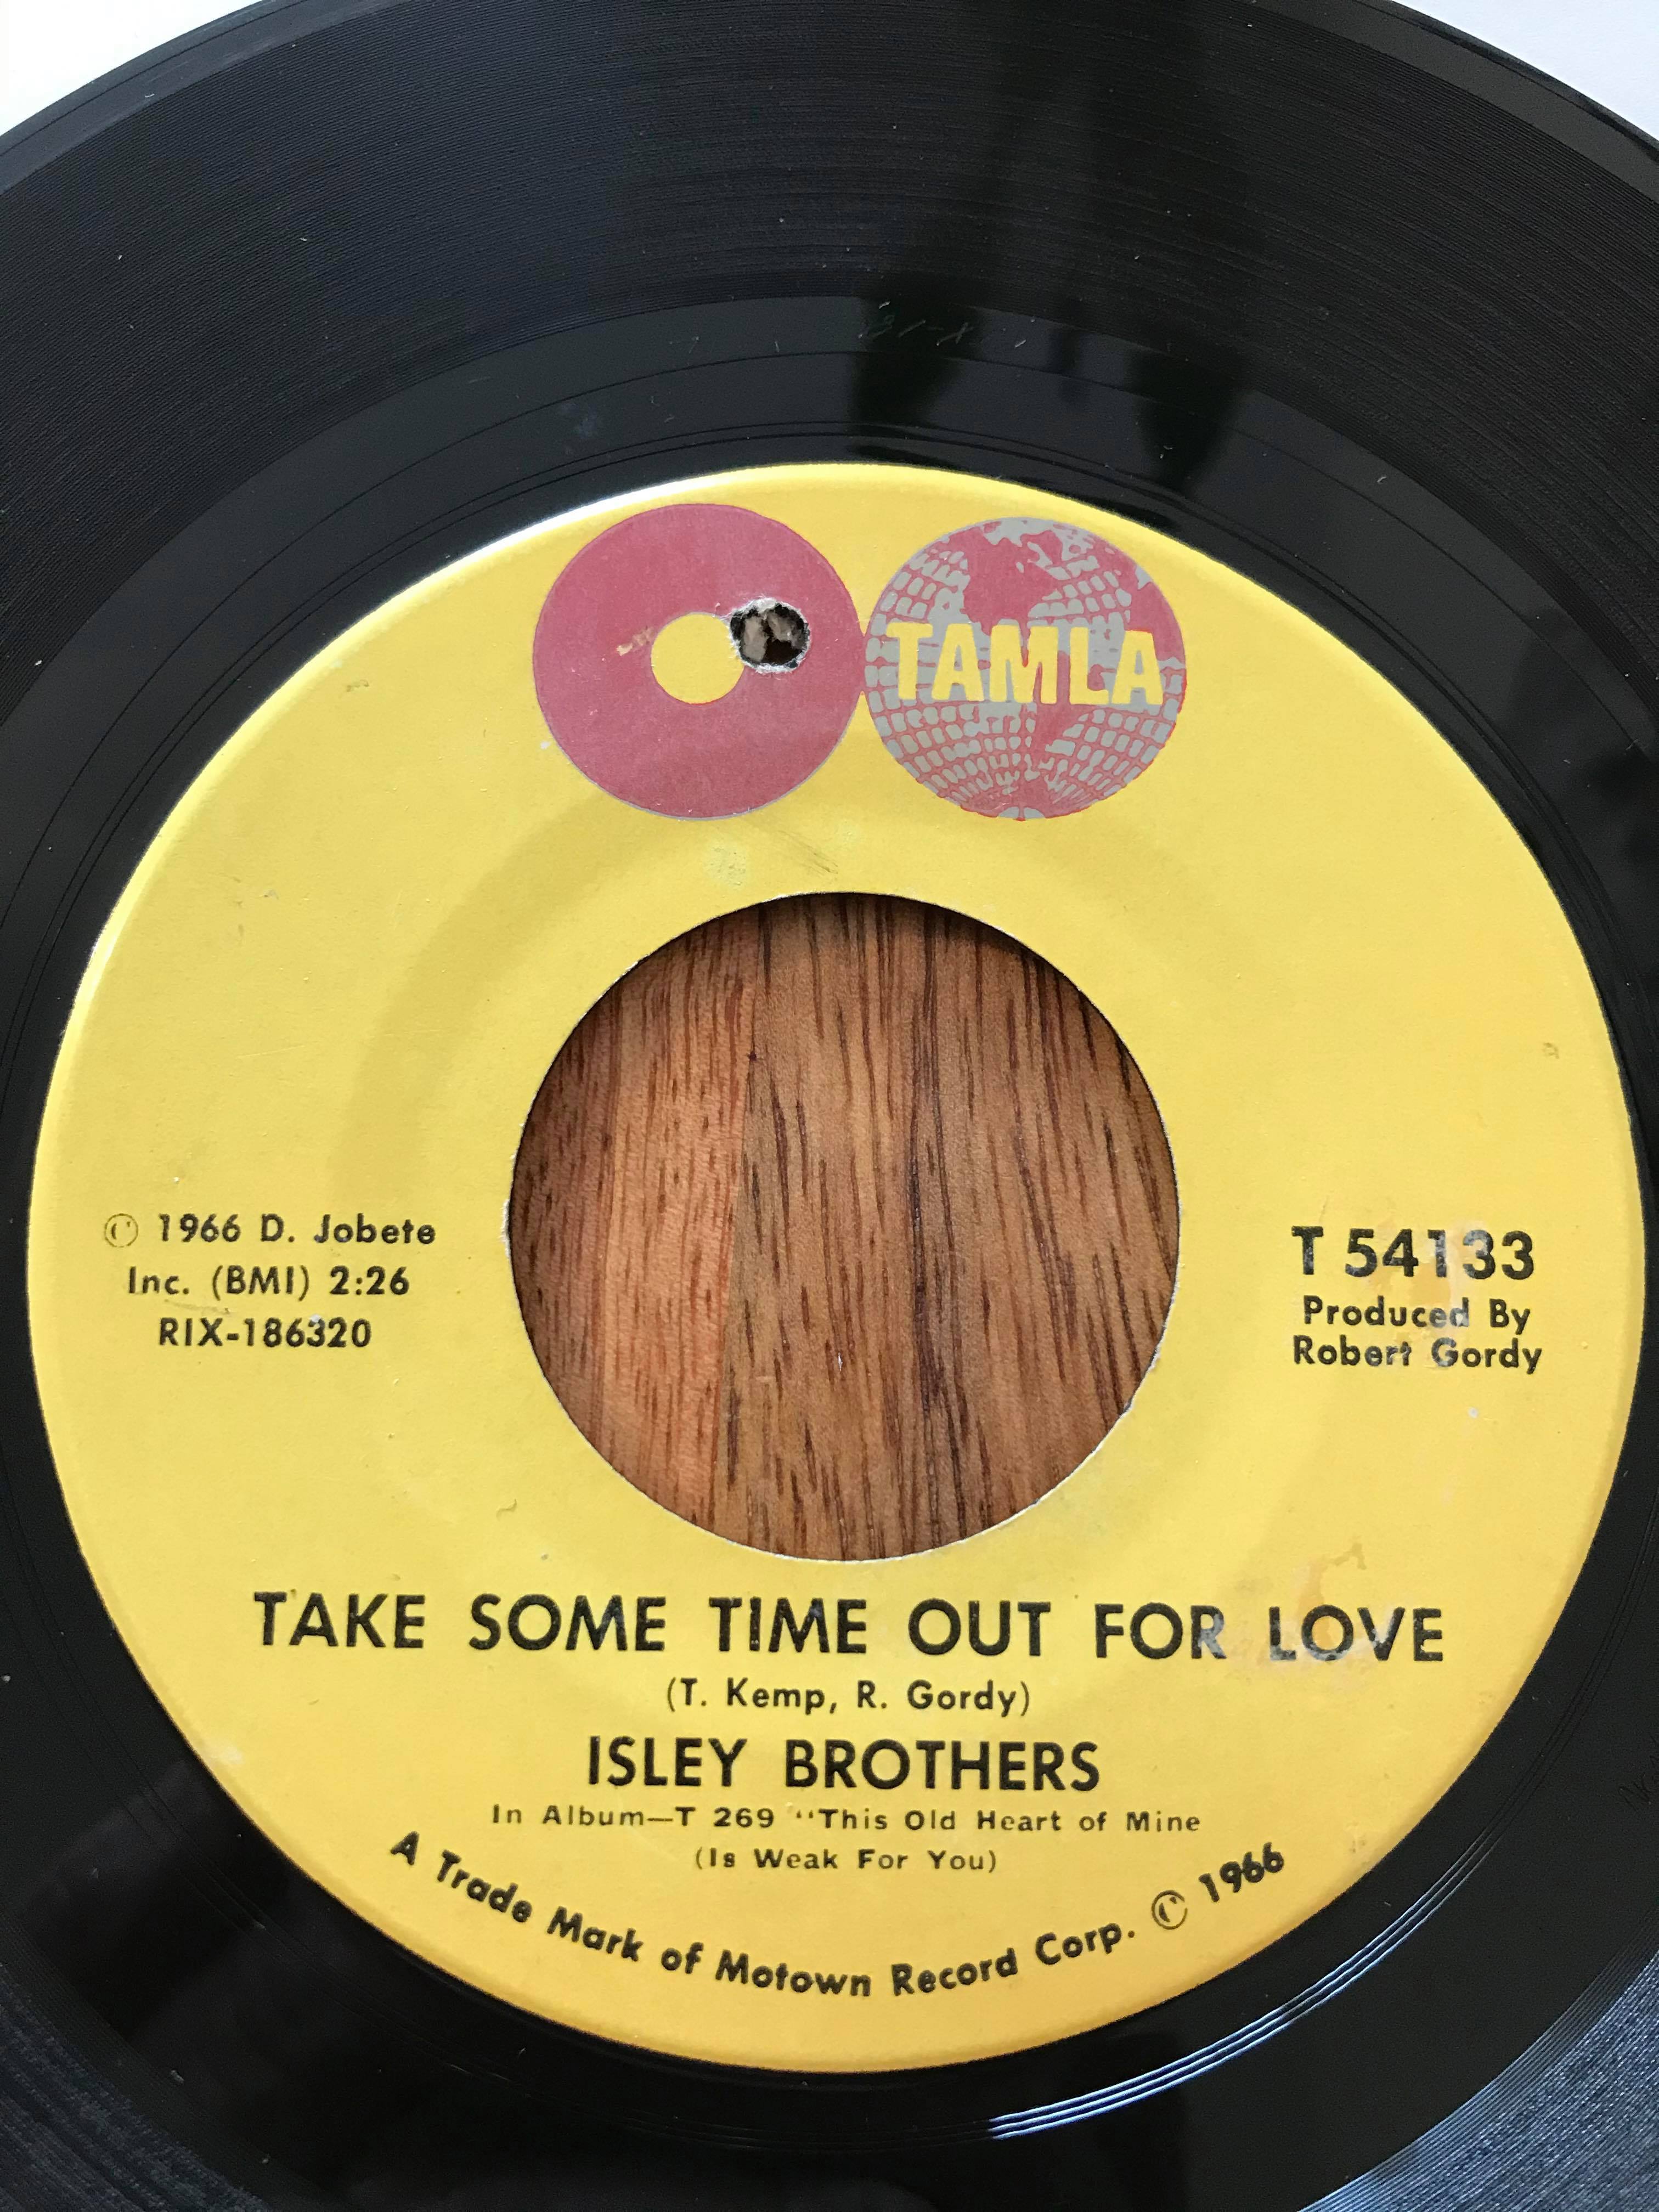 TAMLA
© 1966 D. Jobete
Inc. (BMI) 2:26
RIX-186320
T 54133
Produced By
Robert Gordy
TAKE SOME TIME OUT FOR LOVE
(T. Kemp, R. Gordy)
ISLEY BROTHERS
In Album—T 269 "This Old Heart of Mine
(Is Weak For You)
A Trade Mark of Motown Record Corp. © 1966